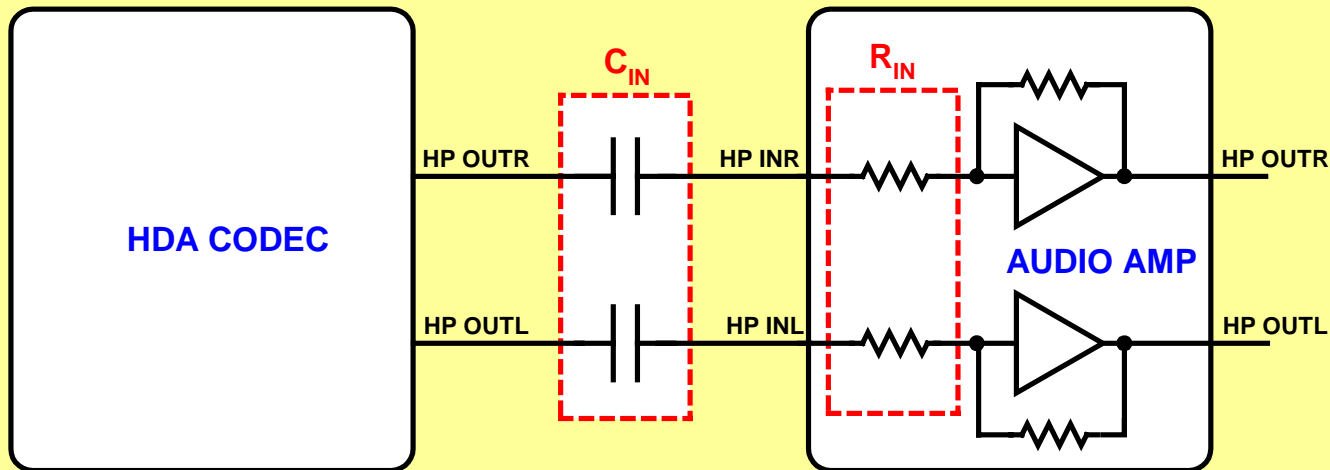 C_IN
R_IN
HP OUTR
HP INR
HP OUTR
HDA CODEC
AUDIO AMP
HP OUTL
HP INL
HP OUTL